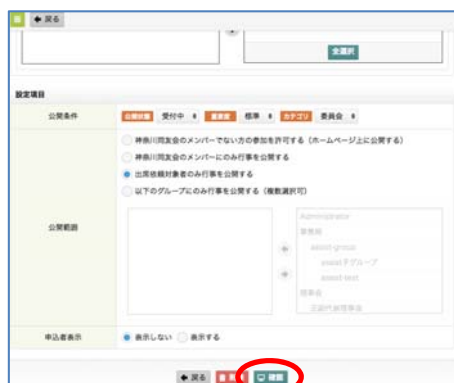 戻る
全選択
設定項目
公開条件 公開状態 受付中 重要度 標準 カテゴリ 委員会
神奈川同友会のメンバーでない方の参加を許可する（ホームページ上に公開する）
神奈川同友会のメンバーにのみ行事を公開する
出席依頼対象者のみ行事を公開する
以下のグループにのみ行事を公開する（複数選択可）
公開範囲
Administrator
事務局
assist-group
assist子グループ
assist-test
理事会
正副代表理事会
申込者表示 表示しない 表示する
戻る 確認